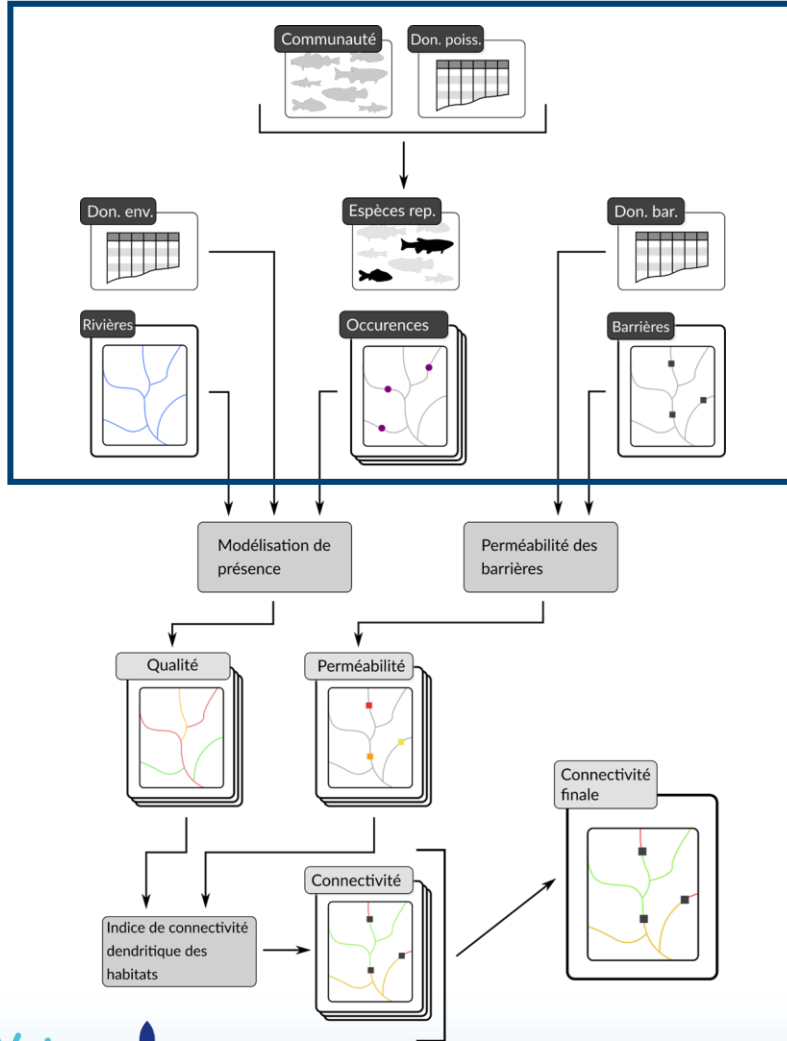 Communauté
Don. poiss.
Don. env.
Espèces rep.
Don. bar.
Rivières
Occurences
Barrières
Modélisation de
présence
Perméabilité des
barrières
Qualité
Perméabilité
Connectivité
finale
Connectivité
Indice de connectivité
dendritique des
habitats